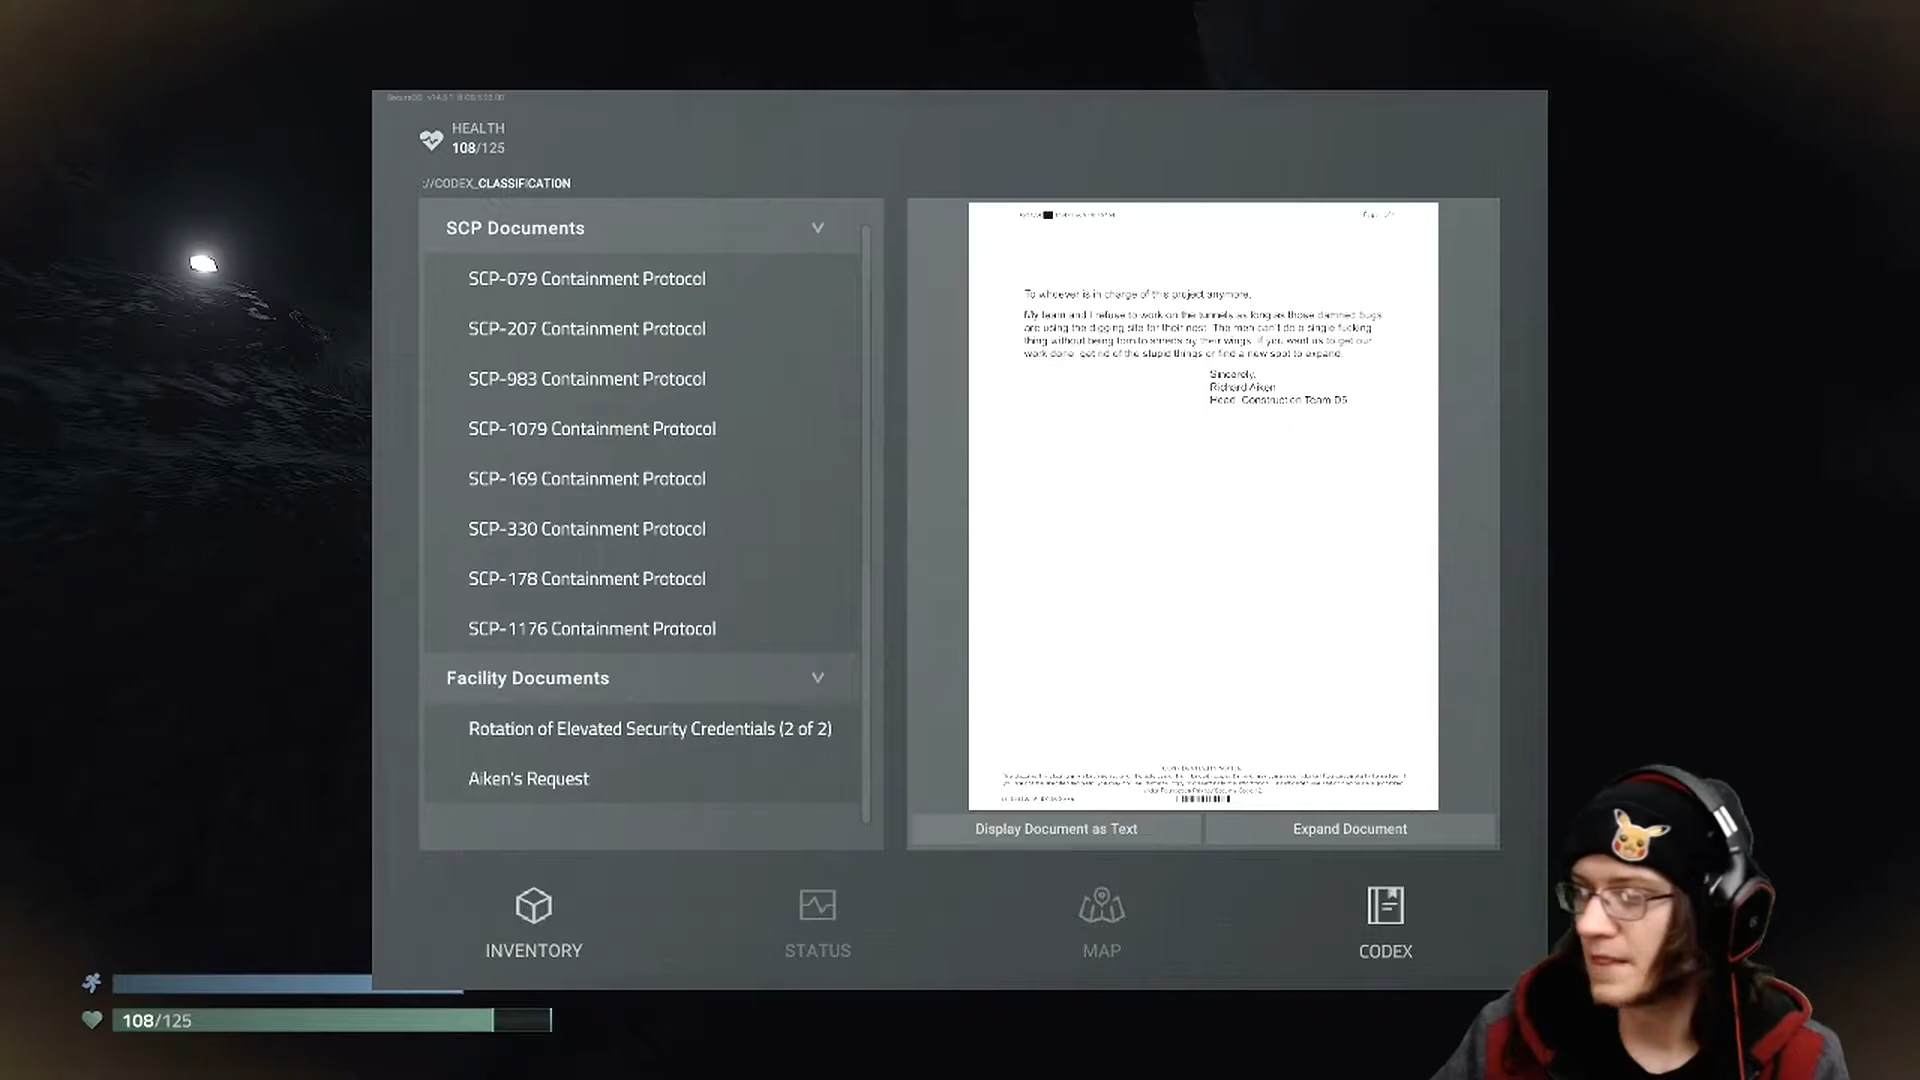 HEALTH
108/125
://CODEX_CLASSIFICATION
SCP Documents
SCP-079 Containment Protocol
SCP-207 Containment Protocol
SCP-983 Containment Protocol
SCP-1079 Containment Protocol
SCP-169 Containment Protocol
SCP-330 Containment Protocol
SCP-178 Containment Protocol
SCP-1176 Containment Protocol
Facility Documents
Rotation of Elevated Security Credentials (2 of 2)
Aiken's Request
To whoever is in charge of this project anymore,
My team and I refuse to work on the tunnels as long as those damned bugs
are using the digging site for their nest. The men can't do a single fucking
thing without being torn to shreds by their wings. If you want us to get our
work done, get rid of the stupid things or find a new spot to expand.
Sincerely,
Richard Aiken
Head, Construction Team D5
Display Document as Text
Expand Document
INVENTORY
STATUS
MAP
CODEX
108/125